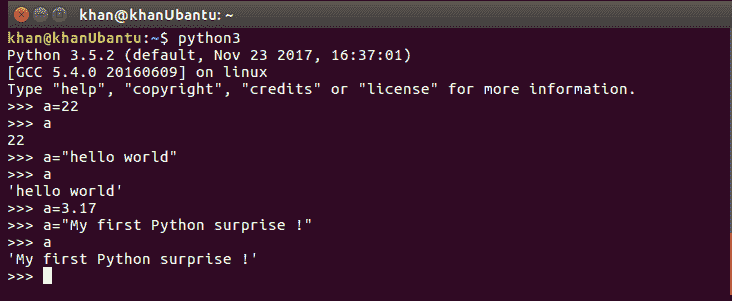 khan@khanUbantu: ~
khan@khanUbantu:~$ python3
Python 3.5.2 (default, Nov 23 2017, 16:37:01)
[GCC 5.4.0 20160609] on linux
Type "help", "copyright", "credits" or "license" for more information.
>>> a=22
>>> a
22
>>> a="hello world"
>>> a
'hello world'
>>> a=3.17
>>> a="My first Python surprise !"
>>> a
'My first Python surprise !'
>>>